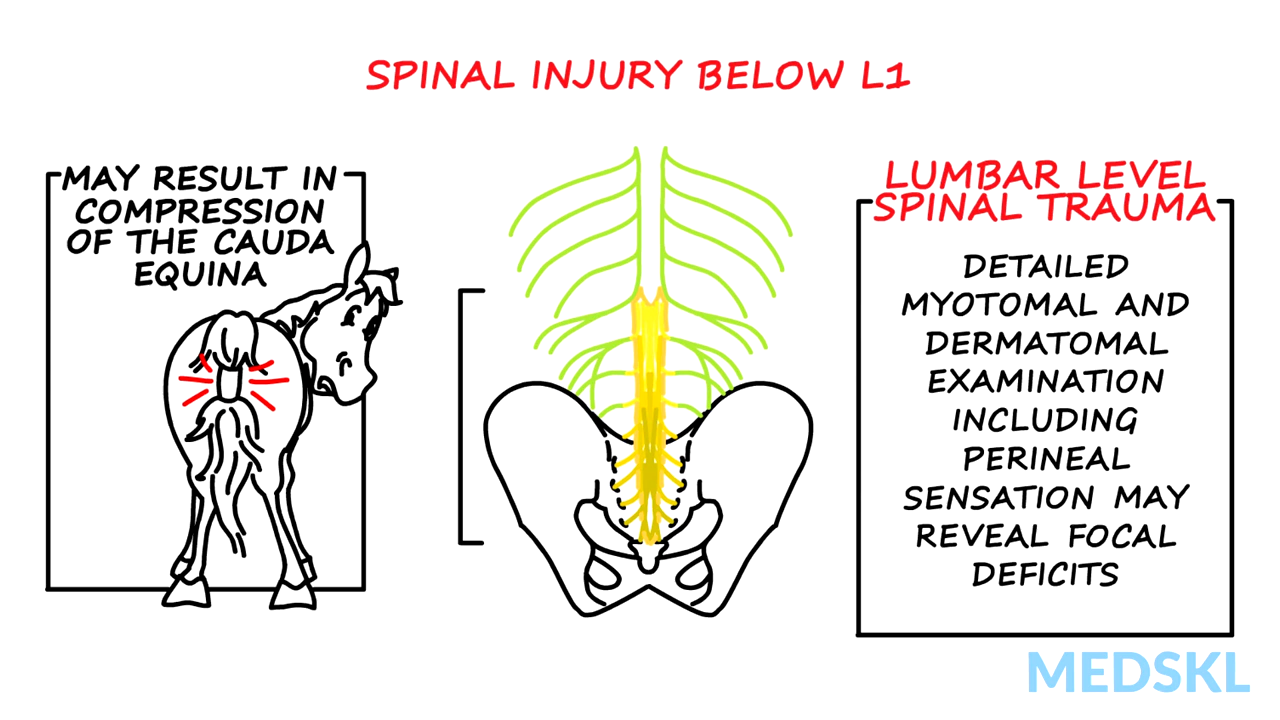 SPINAL INJURY BELOW L1
MAY RESULT IN
COMPRESSION
OF THE CAUDA
EQUINA
LUMBAR LEVEL
SPINAL TRAUMA
DETAILED
MYOTOMAL AND
DERMATOMAL
EXAMINATION
INCLUDING
PERINEAL
SENSATION MAY
REVEAL FOCAL
DEFICITS
MEDSKL